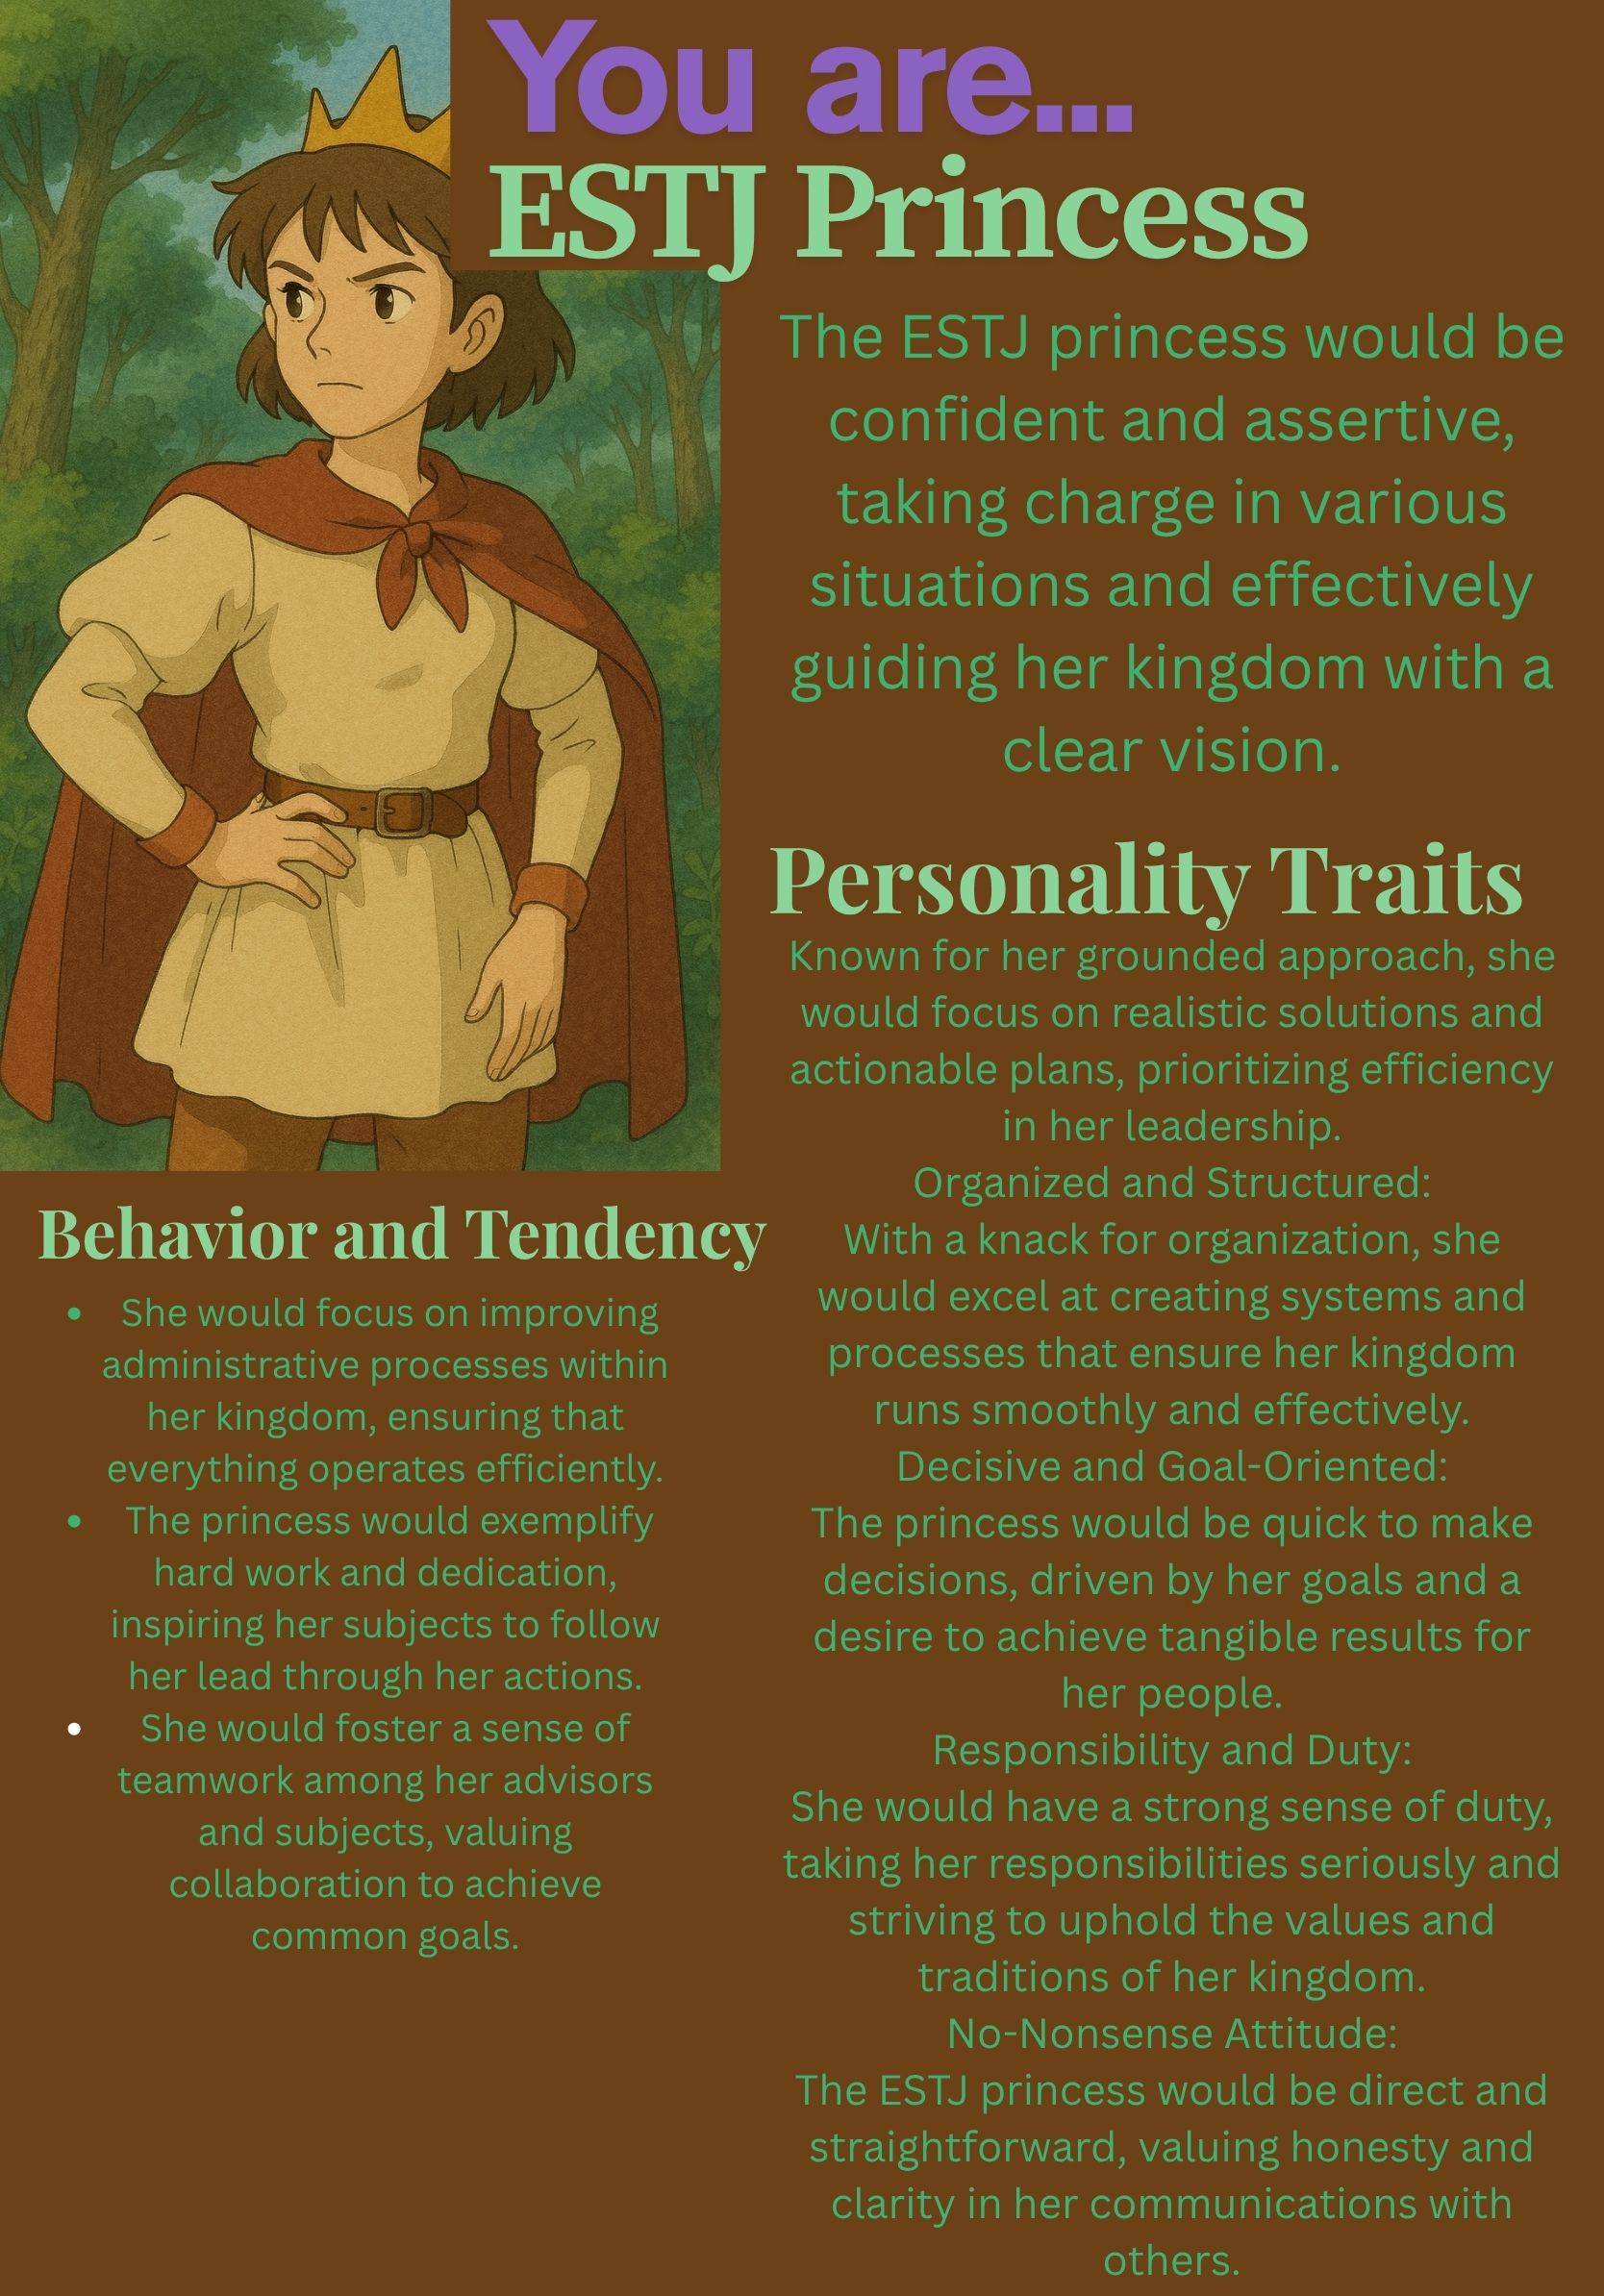 You are...
ESTJ Princess
The ESTJ princess would be
confident and assertive,
taking charge in various
situations and effectively
guiding her kingdom with a
clear vision.
Personality Traits
Known for her grounded approach, she
would focus on realistic solutions and
actionable plans, prioritizing efficiency
in her leadership.
Organized and Structured:
With a knack for organization, she
would excel at creating systems and
processes that ensure her kingdom
runs smoothly and effectively.
Decisive and Goal-Oriented:
The princess would be quick to make
decisions, driven by her goals and a
desire to achieve tangible results for
her people.
Responsibility and Duty:
She would have a strong sense of duty,
taking her responsibilities seriously and
striving to uphold the values and
traditions of her kingdom.
No-Nonsense Attitude:
The ESTJ princess would be direct and
straightforward, valuing honesty and
clarity in her communications with
others.
Behavior and Tendency
• She would focus on improving
administrative processes within
her kingdom, ensuring that
everything operates efficiently.
• The princess would exemplify
hard work and dedication,
inspiring her subjects to follow
her lead through her actions.
• She would foster a sense of
teamwork among her advisors
and subjects, valuing
collaboration to achieve
common goals.